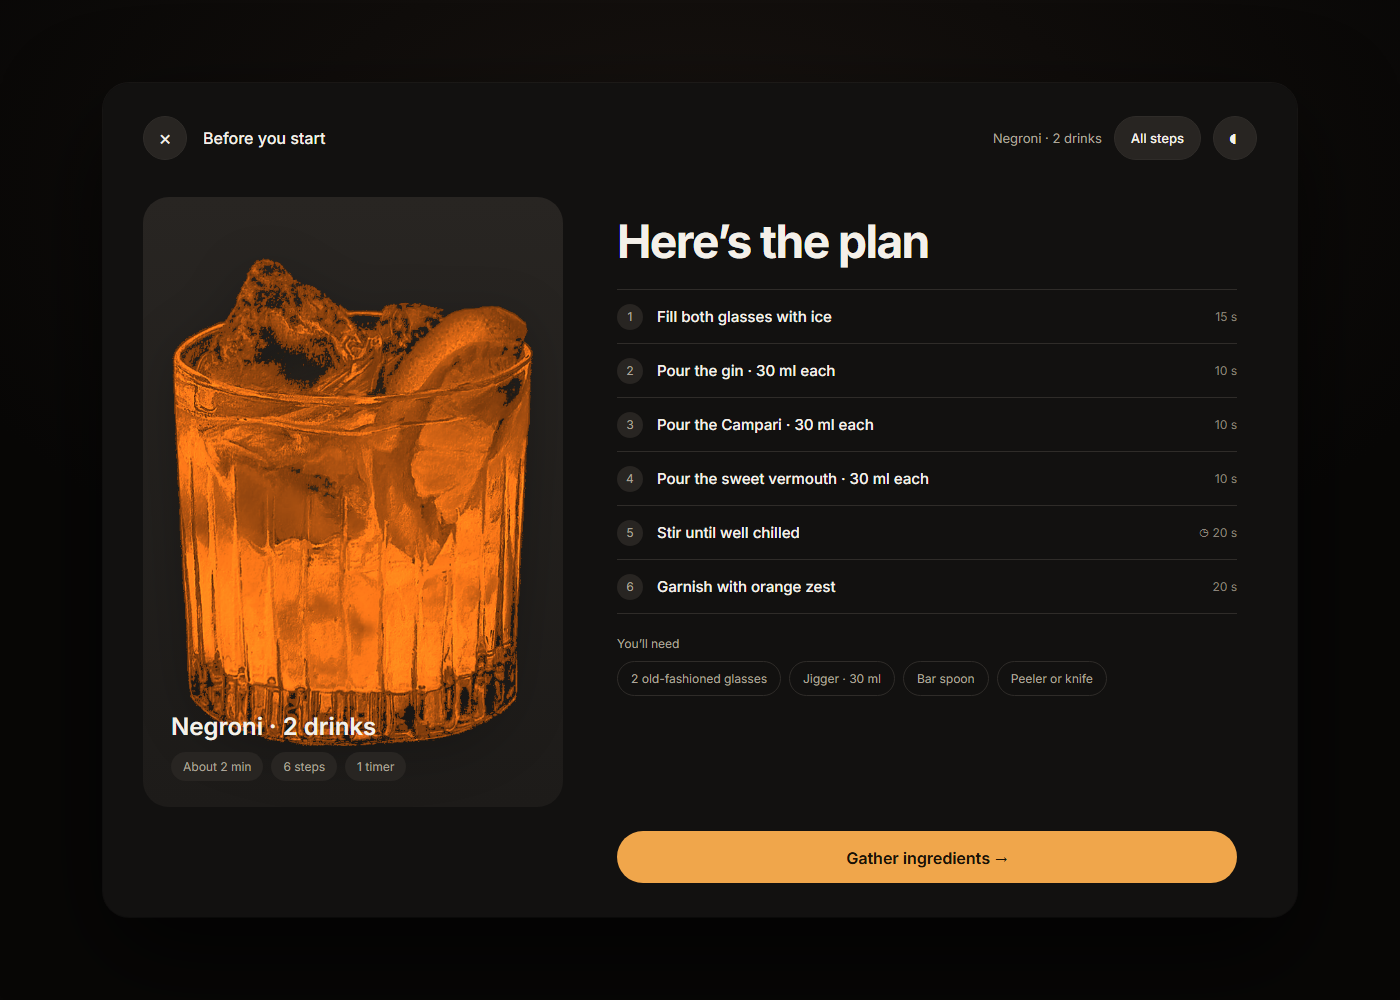 × Before you start
Negroni · 2 drinks
All steps
Here’s the plan
1 Fill both glasses with ice 15 s
2 Pour the gin · 30 ml each 10 s
3 Pour the Campari · 30 ml each 10 s
4 Pour the sweet vermouth · 30 ml each 10 s
5 Stir until well chilled ◷ 20 s
6 Garnish with orange zest 20 s
You’ll need
2 old-fashioned glasses
Jigger · 30 ml
Bar spoon
Peeler or knife
Negroni · 2 drinks
About 2 min
6 steps
1 timer
Gather ingredients →